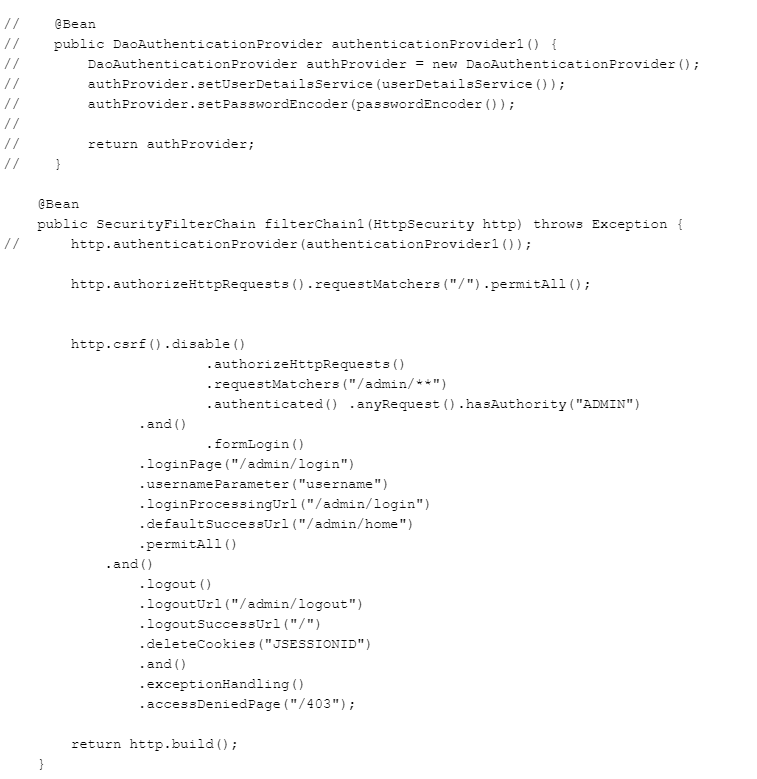 //    @Bean
//    public DaoAuthenticationProvider authenticationProvider1() {
//        DaoAuthenticationProvider authProvider = new DaoAuthenticationProvider();
//        authProvider.setUserDetailsService(userDetailsService());
//        authProvider.setPasswordEncoder(passwordEncoder());
//
//        return authProvider;
//    }

    @Bean
    public SecurityFilterChain filterChain1(HttpSecurity http) throws Exception {
//      http.authenticationProvider(authenticationProvider1());

        http.authorizeHttpRequests().requestMatchers("/").permitAll();


        http.csrf().disable()
                        .authorizeHttpRequests()
                        .requestMatchers("/admin/**")
                        .authenticated() .anyRequest().hasAuthority("ADMIN")
                .and()
                        .formLogin()
                .loginPage("/admin/login")
                .usernameParameter("username")
                .loginProcessingUrl("/admin/login")
                .defaultSuccessUrl("/admin/home")
                .permitAll()
            .and()
                .logout()
                .logoutUrl("/admin/logout")
                .logoutSuccessUrl("/")
                .deleteCookies("JSESSIONID")
                .and()
                .exceptionHandling()
                .accessDeniedPage("/403");

        return http.build();
    }